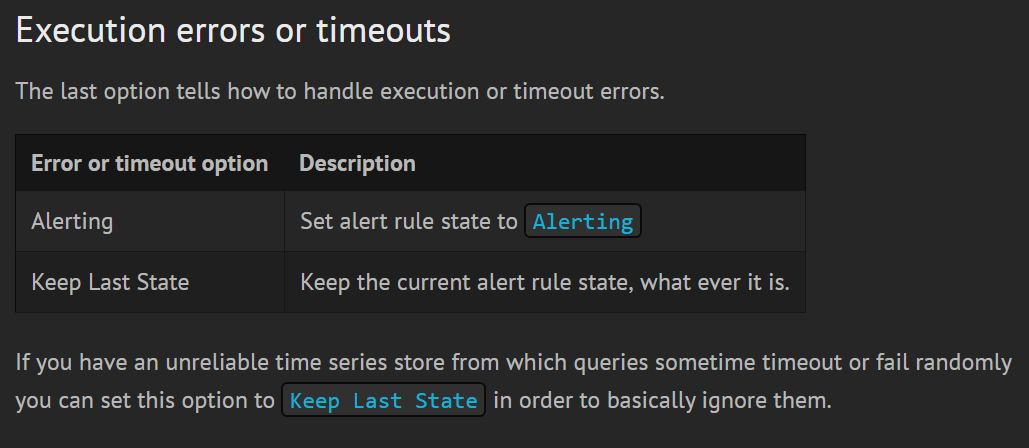 Execution errors or timeouts
The last option tells how to handle execution or timeout errors.
Error or timeout option Description
Alerting Set alert rule state to Alerting
Keep Last State Keep the current alert rule state, what ever it is.
If you have an unreliable time series store from which queries sometime timeout or fail randomly
you can set this option to Keep Last State in order to basically ignore them.